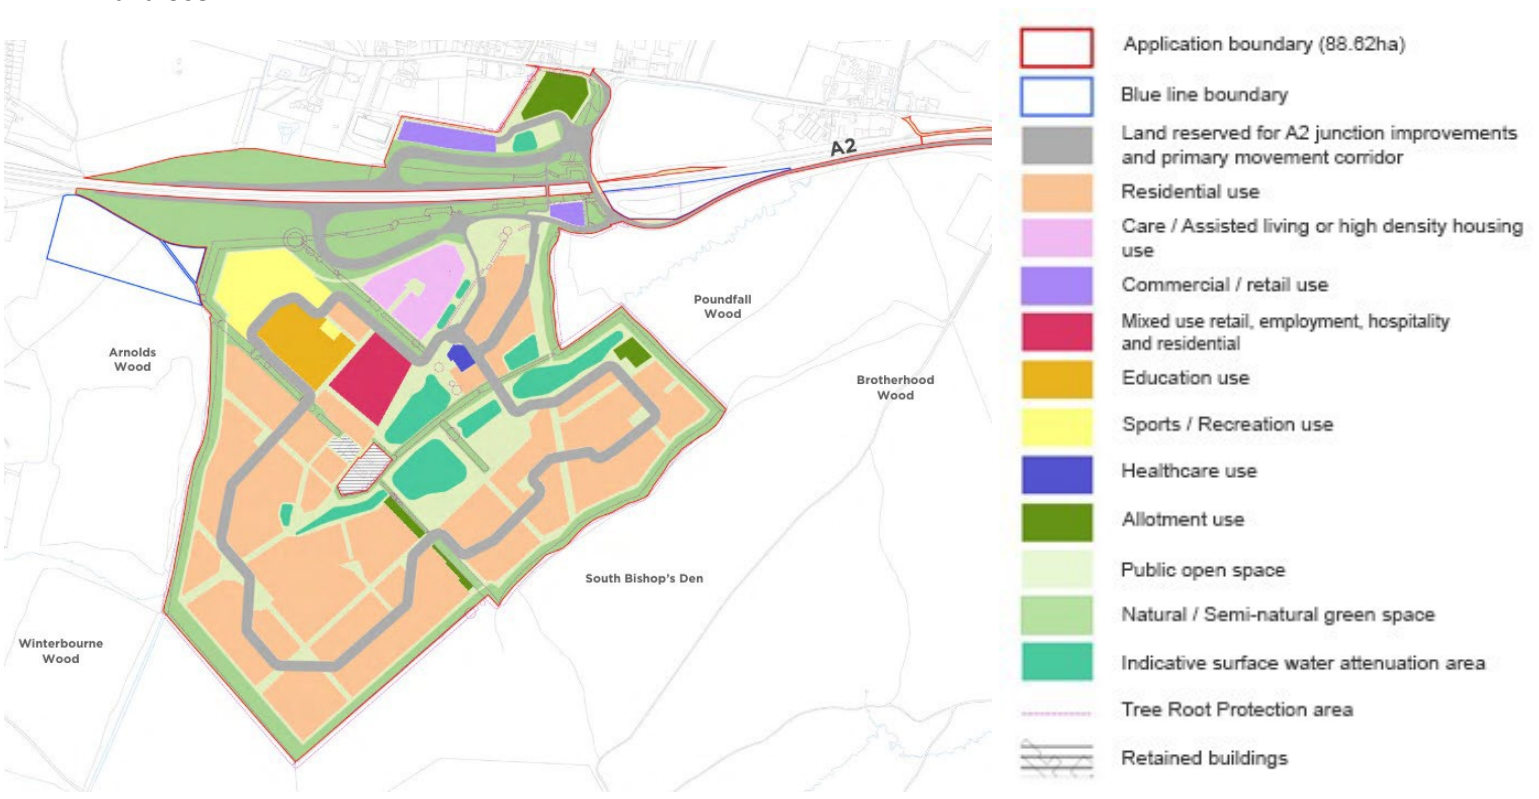 A2
Poundfall
Wood
Arnolds
Wood
Brotherhood
Wood
South Bishop's Den
Winterbourne
Wood
Application boundary (88.62ha)
Blue line boundary
Land reserved for A2 junction improvements
and primary movement corridor
Residential use
Care / Assisted living or high density housing
use
Commercial / retail use
Mixed use retail, employment, hospitality
and residential
Education use
Sports / Recreation use
Healthcare use
Allotment use
Public open space
Natural / Semi-natural green space
Indicative surface water attenuation area
Tree Root Protection area
Retained buildings